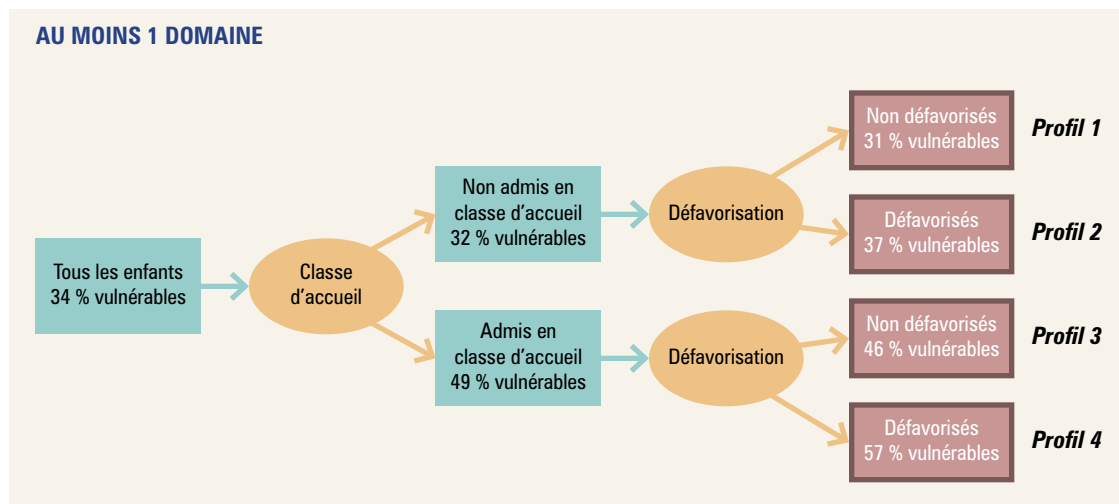 AU MOINS 1 DOMAINE
Tous les enfants
34 % vulnérables
Classe
d’accueil
Non admis en
classe d’accueil
32 % vulnérables
Défavorisation
Non défavorisés
31 % vulnérables
Profil 1
Défavorisés
37 % vulnérables
Profil 2
Admis en
classe d’accueil
49 % vulnérables
Défavorisation
Non défavorisés
46 % vulnérables
Profil 3
Défavorisés
57 % vulnérables
Profil 4